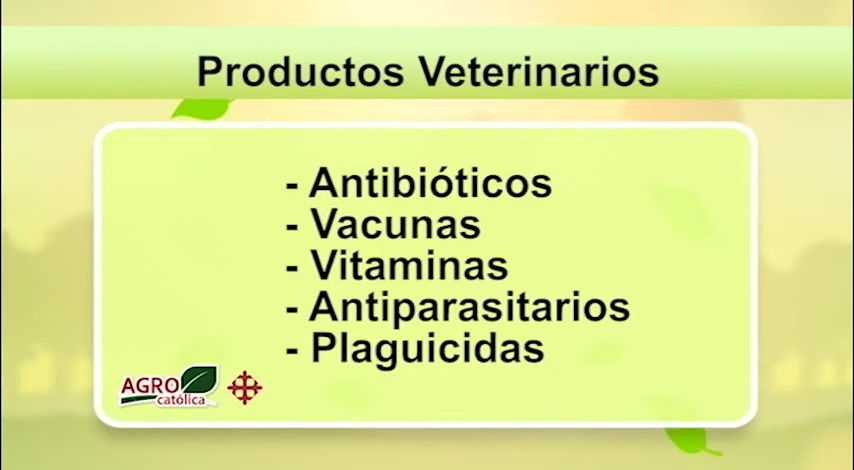 Productos Veterinarios
- Antibióticos
- Vacunas
- Vitaminas
- Antiparasitarios
- Plaguicidas
AGRO
católica